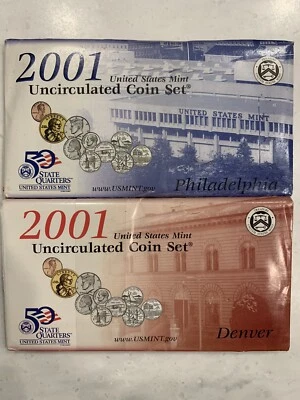 2001 United States Mint
Uncirculated Coin Set®
UNITED STATES MINT
50
STATE
QUARTERS®
UNITED STATES MINT
www.USMINT.gov
Philadelphia
2001 United States Mint
Uncirculated Coin Set®
50
STATE
QUARTERS®
UNITED STATES MINT
www.USMINT.gov
Denver